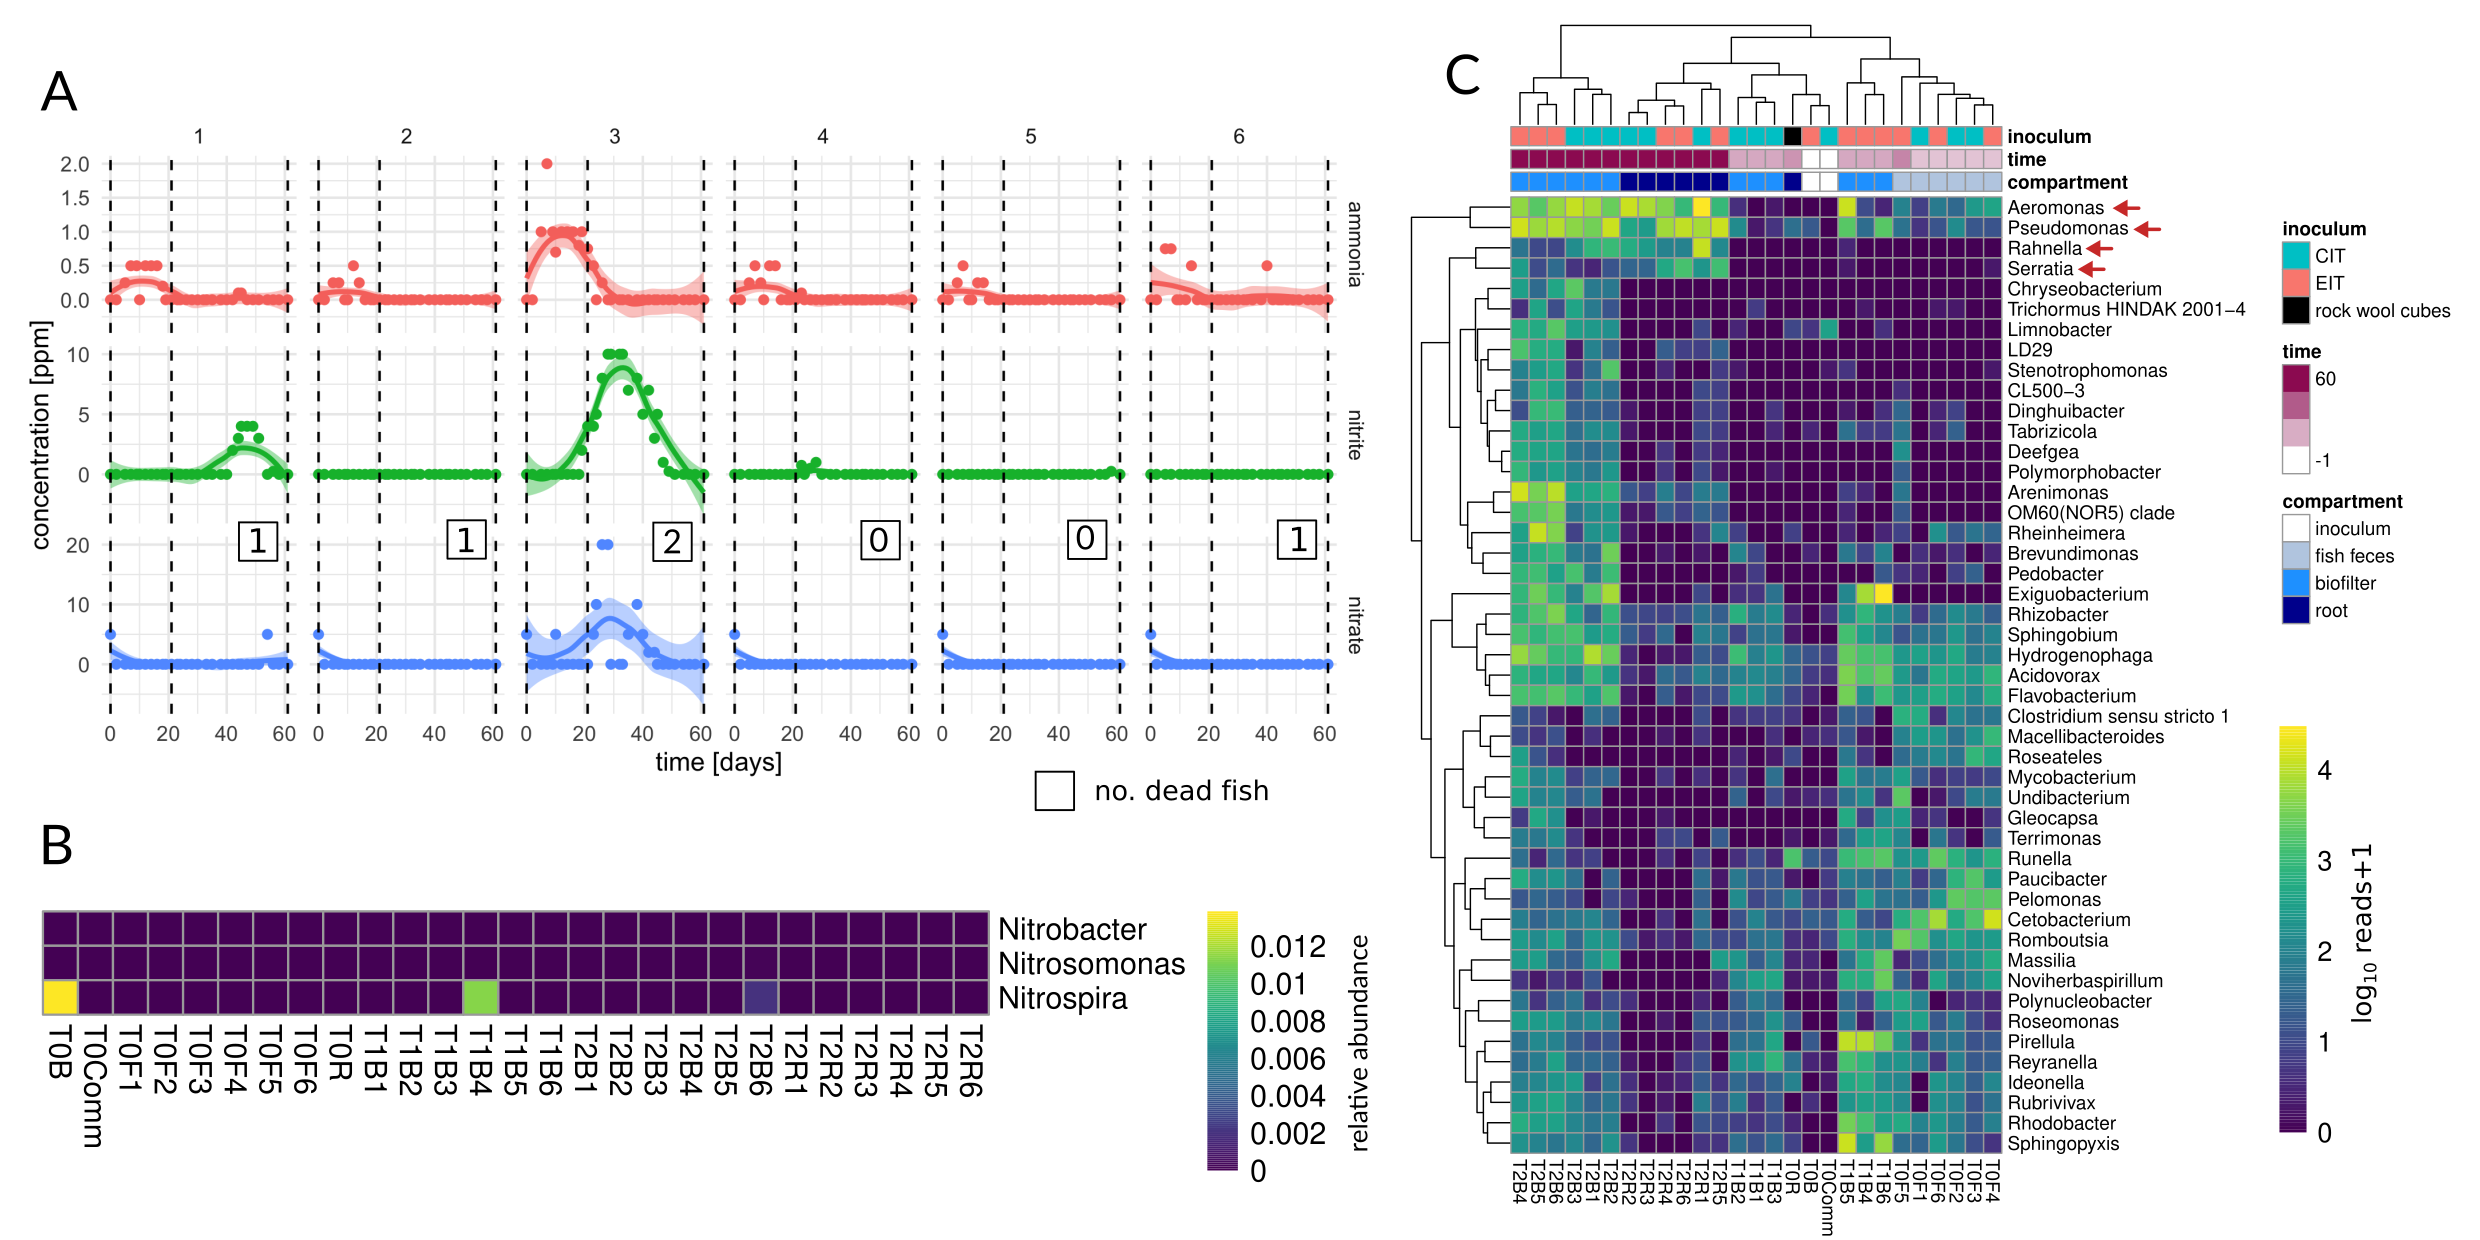 A
1 2 3 4 5 6
2.0
1.5
1.0
0.5
0.0
ammonia
10
5
0
nitrite
20
10
0
nitrate
concentration [ppm]
1 1 2 0 0 1
0 20 40 60 0 20 40 60 0 20 40 60 0 20 40 60 0 20 40 60 0 20 40 60
time [days]
no. dead fish
B
Nitrobacter
Nitrosomonas
Nitrospira
T0B T0Comm T0F1 T0F2 T0F3 T0F4 T0F5 T0F6 T0R T1B1 T1B2 T1B3 T1B4 T1B5 T1B6 T2B1 T2B2 T2B3 T2B4 T2B5 T2B6 T2R1 T2R2 T2R3 T2R4 T2R5 T2R6
0.012
0.01
0.008
0.006
0.004
0.002
0
relative abundance
C
inoculum
time
compartment
Aeromonas
Pseudomonas
Rahnella
Serratia
Chryseobacterium
Trichormus HINDAK 2001−4
Limnobacter
LD29
Stenotrophomonas
CL500−3
Dinghuibacter
Tabrizicola
Deefgea
Polymorphobacter
Arenimonas
OM60(NOR5) clade
Rheinheimera
Brevundimonas
Pedobacter
Exiguobacterium
Rhizobacter
Sphingobium
Hydrogenophaga
Acidovorax
Flavobacterium
Clostridium sensu stricto 1
Macellibacteroides
Roseateles
Mycobacterium
Undibacterium
Gleocapsa
Terrimonas
Runella
Paucibacter
Pelomonas
Cetobacterium
Romboutsia
Massilia
Noviherbaspirillum
Polynucleobacter
Roseomonas
Pirellula
Reyranella
Ideonella
Rubrivivax
Rhodobacter
Sphingopyxis
T2B4 T2B5 T2B6 T2B3 T2B1 T2B2 T2R2 T2R3 T2R4 T2R6 T2R1 T2R5 T1B2 T1B1 T1B3 T0R T0B T0Comm T1B5 T1B4 T1B6 T0F5 T0F1 T0F6 T0F2 T0F3 T0F4
inoculum
CIT
EIT
rock wool cubes
time
60
-1
compartment
inoculum
fish feces
biofilter
root
4
3
2
1
0
log₁₀ reads+1